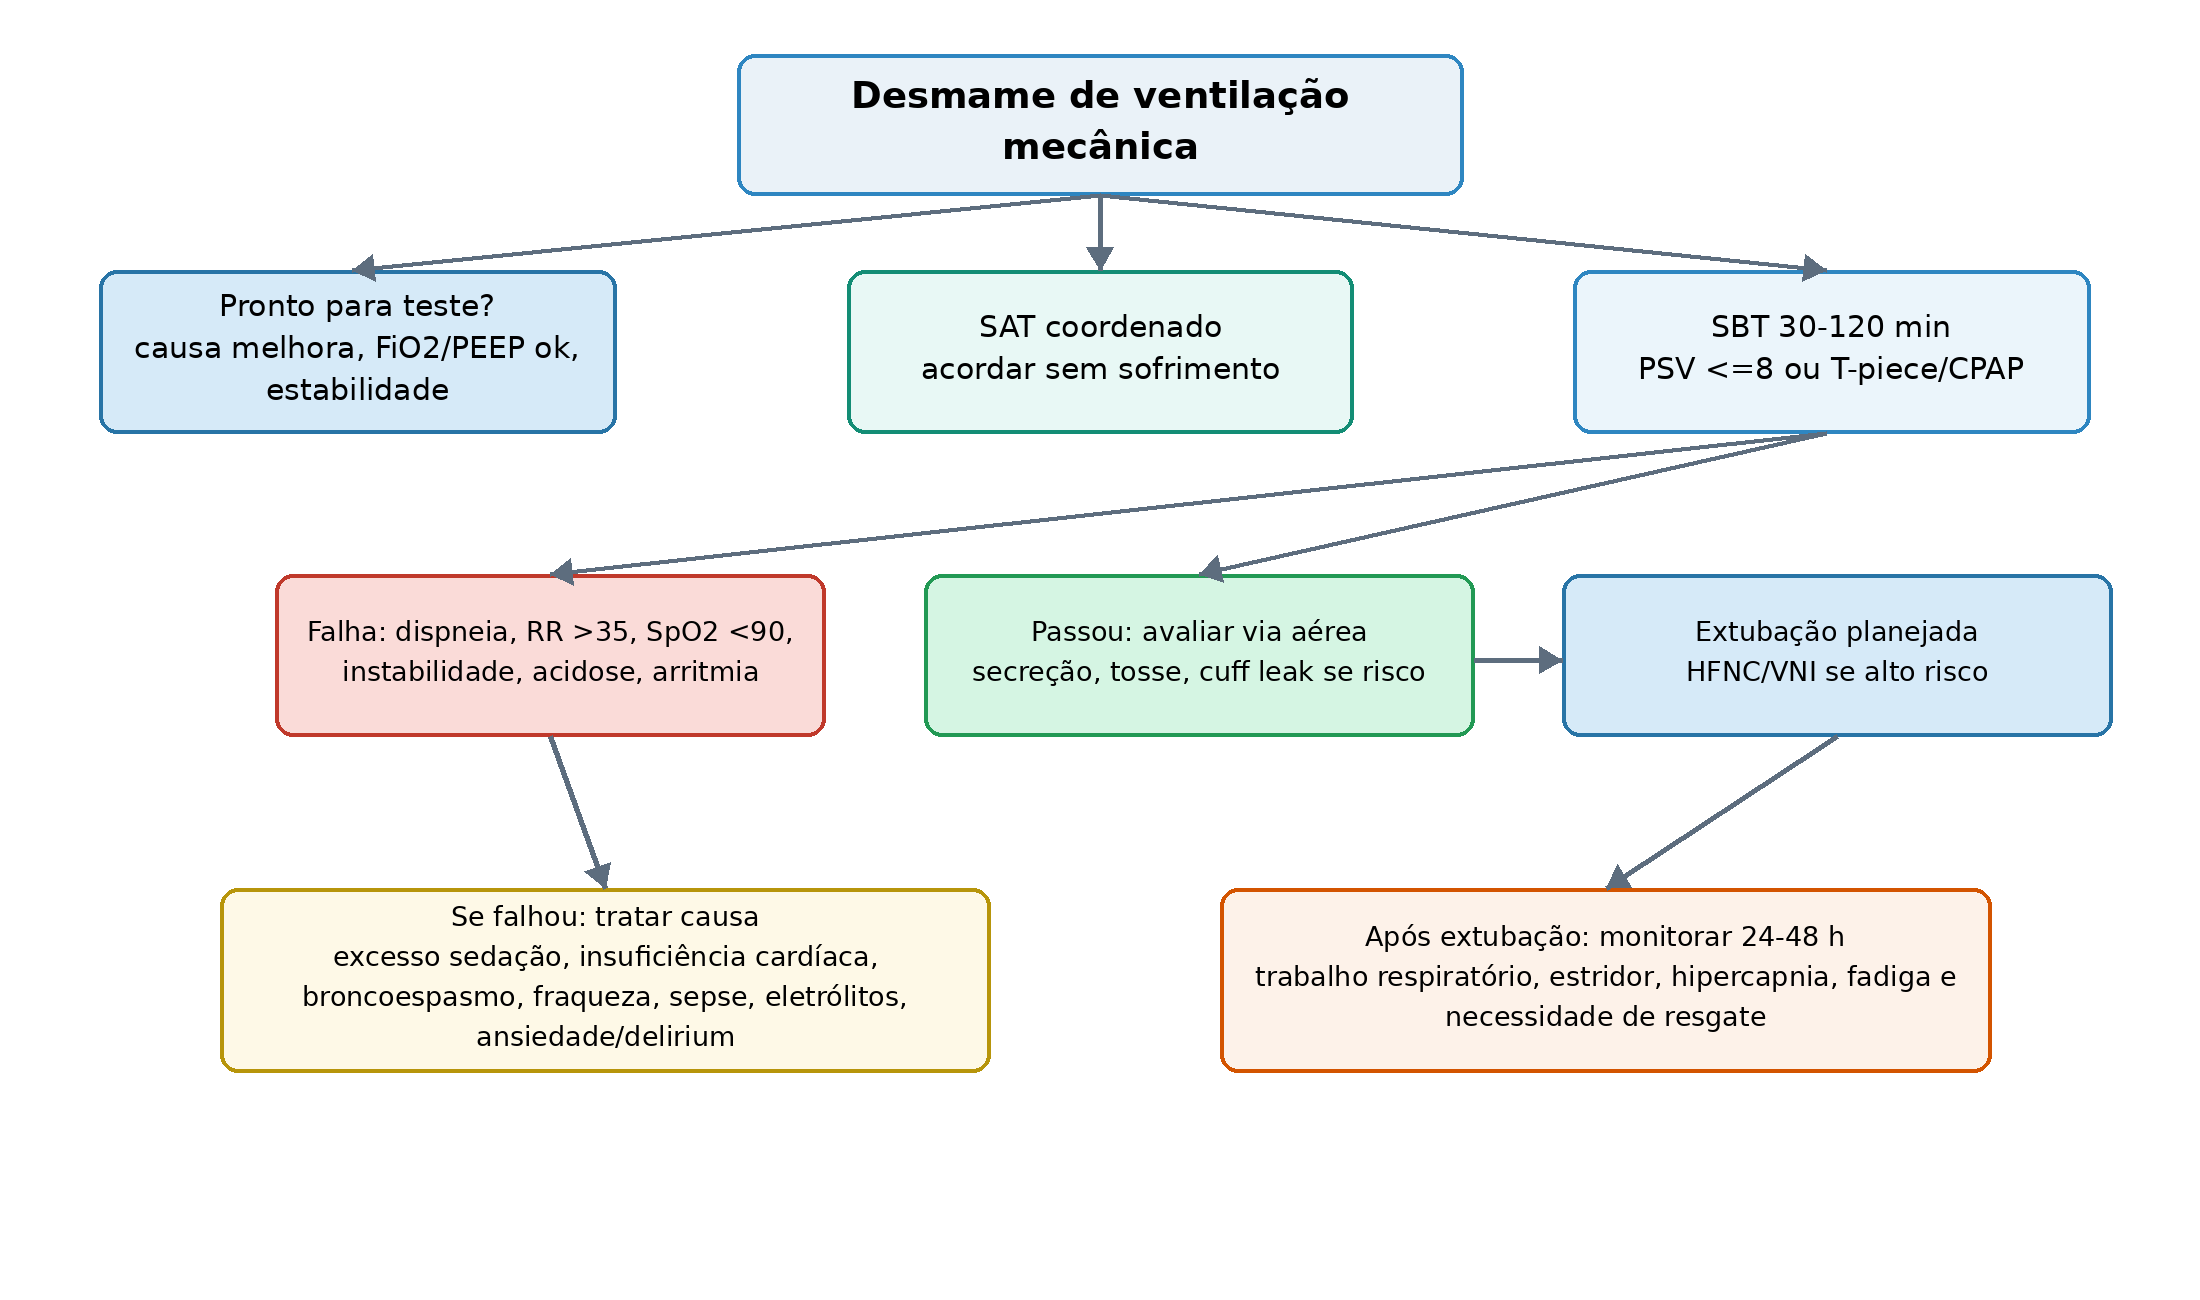 Desmame de ventilação
mecânica
Pronto para teste?
causa melhora, FiO2/PEEP ok,
estabilidade
SAT coordenado
acordar sem sofrimento
SBT 30-120 min
PSV <=8 ou T-piece/CPAP
Falha: dispneia, RR >35, SpO2 <90,
instabilidade, acidose, arritmia
Passou: avaliar via aérea
secreção, tosse, cuff leak se risco
Extubação planejada
HFNC/VNI se alto risco
Se falhou: tratar causa
excesso sedação, insuficiência cardíaca,
broncoespasmo, fraqueza, sepse, eletrólitos,
ansiedade/delirium
Após extubação: monitorar 24-48 h
trabalho respiratório, estridor, hipercapnia, fadiga e
necessidade de resgate